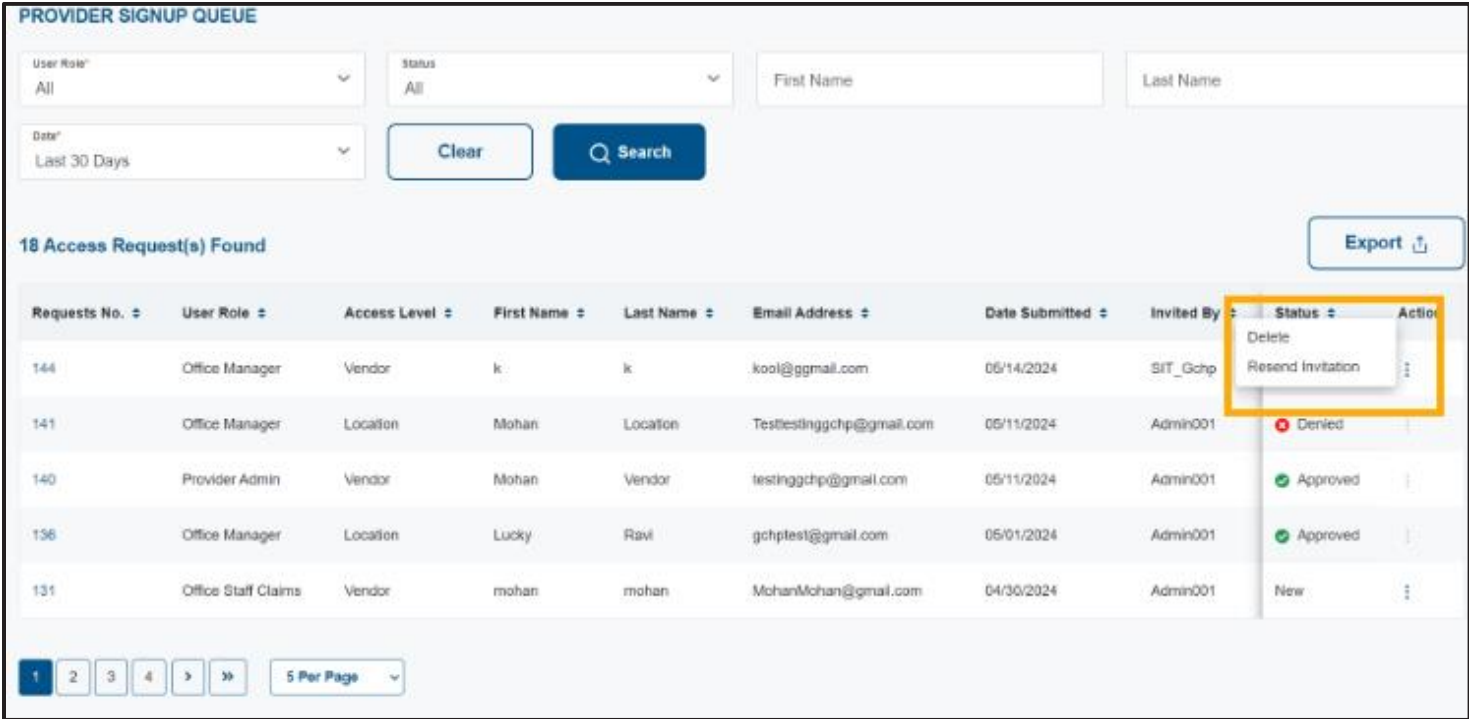 PROVIDER SIGNUP QUEUE
User Role*
All
Status
All
First Name
Last Name
Date*
Last 30 Days
Clear
Search
18 Access Request(s) Found
Export
Requests No. User Role Access Level First Name Last Name Email Address Date Submitted Invited By Status Action
Delete
Resend Invitation
144 Office Manager Vendor k k kool@ggmail.com 05/14/2024 SIT_Gchp
141 Office Manager Location Mohan Location Testtestinggchp@gmail.com 05/11/2024 Admin001 Denied
140 Provider Admin Vendor Mohan Vendor testinggchp@gmail.com 05/11/2024 Admin001 Approved
136 Office Manager Location Lucky Ravi gchptest@gmail.com 05/01/2024 Admin001 Approved
131 Office Staff Claims Vendor mohan mohan MohanMohan@gmail.com 04/30/2024 Admin001 New
1 2 3 4 > » 5 Per Page